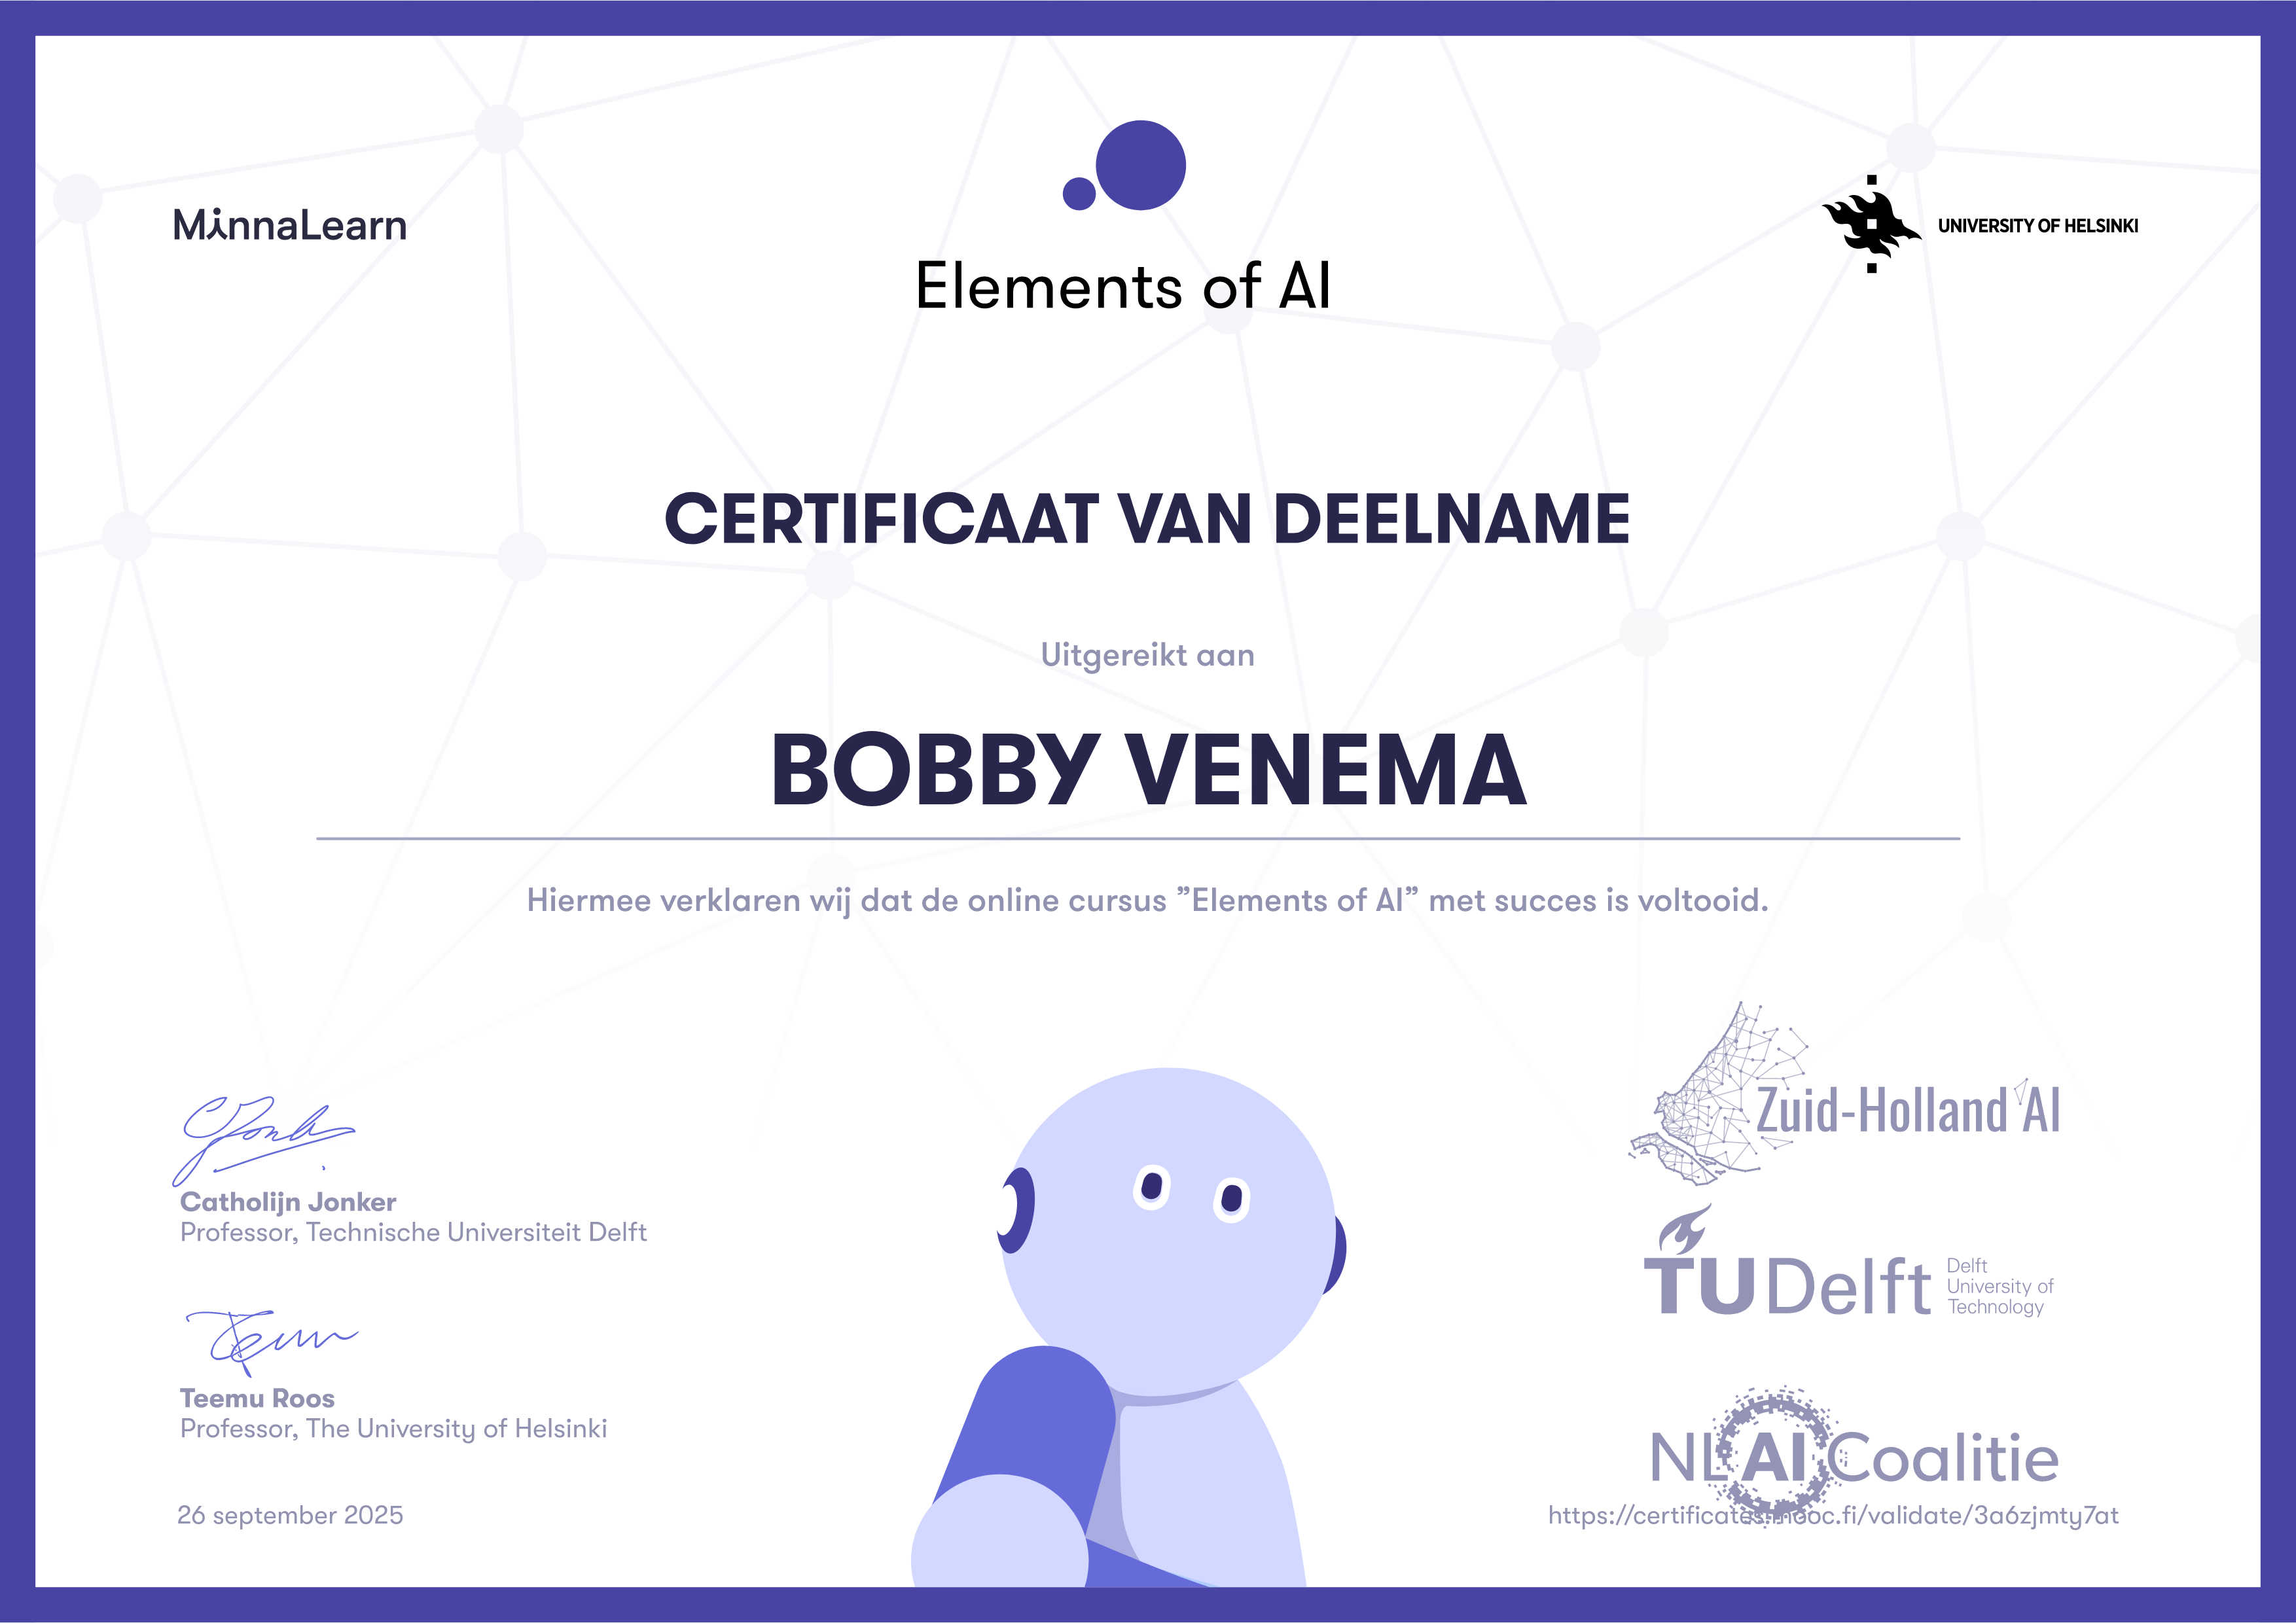 MinnaLearn
Elements of AI
UNIVERSITY OF HELSINKI
CERTIFICAAT VAN DEELNAME
Uitgereikt aan
BOBBY VENEMA
Hiermee verklaren wij dat de online cursus ”Elements of AI” met succes is voltooid.
Catholijn Jonker
Professor, Technische Universiteit Delft
Teemu Roos
Professor, The University of Helsinki
26 september 2025
Zuid-Holland AI
TUDelft
Delft
University of
Technology
NL AI Coalitie
https://certificates.mooc.fi/validate/3a6zjmty7at